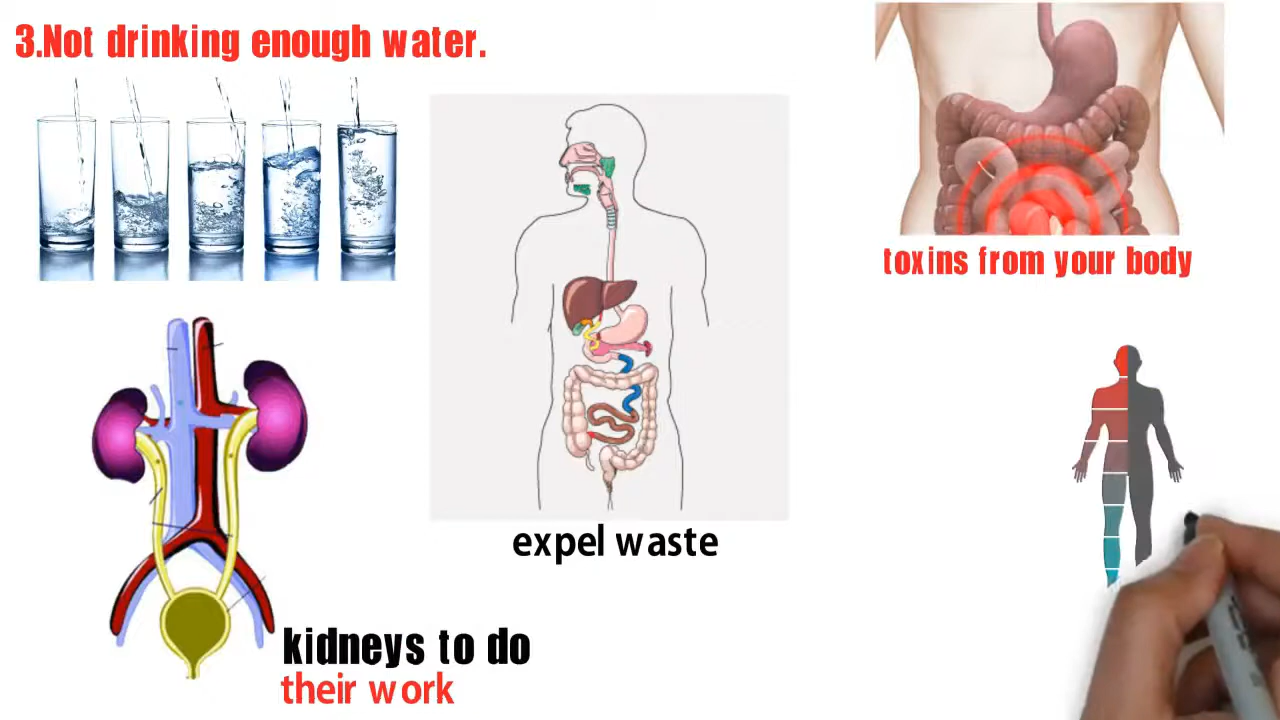 3.Not drinking enough water.
toxins from your body
expel waste
kidneys to do
their work